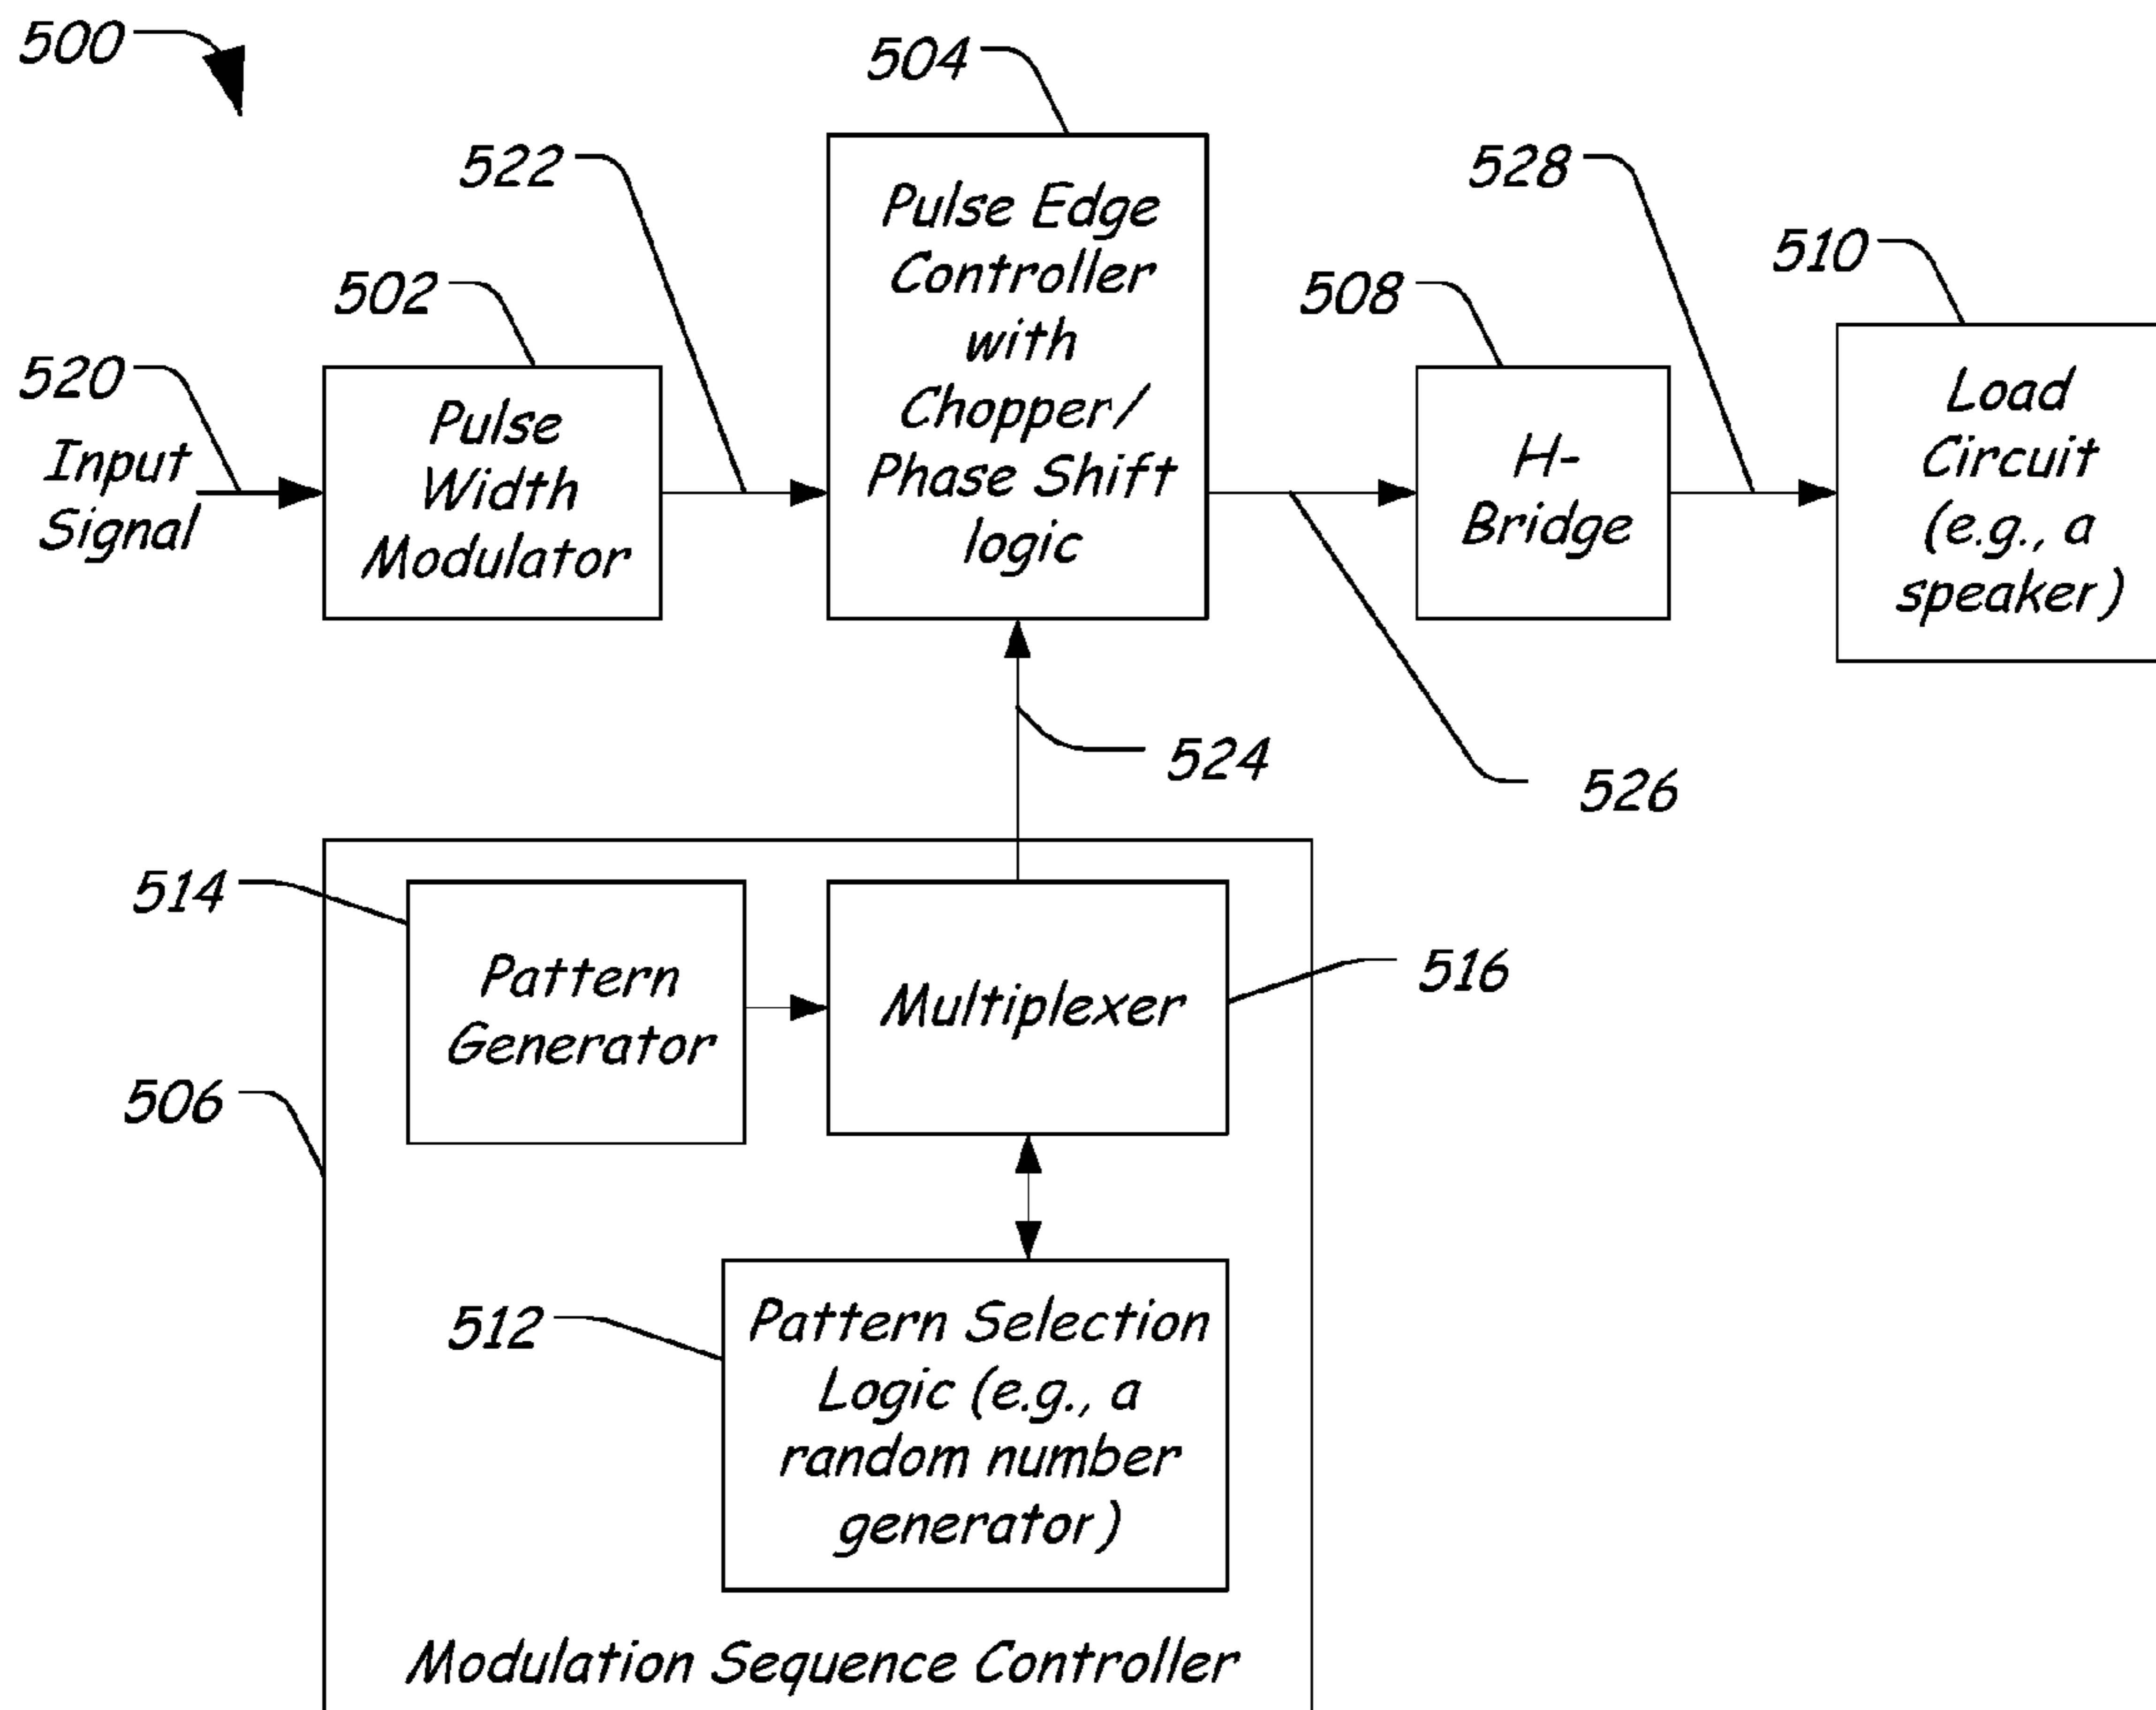 500
504
522
528
510
502
508
520
Input
Signal
Pulse
Width
Modulator
Pulse Edge
Controller
with
Chopper/
Phase Shift
logic
H-
Bridge
Load
Circuit
(e.g., a
speaker)
524
526
514
516
506
Pattern
Generator
Multiplexer
512
Pattern Selection
Logic (e.g., a
random number
generator)
Modulation Sequence Controller